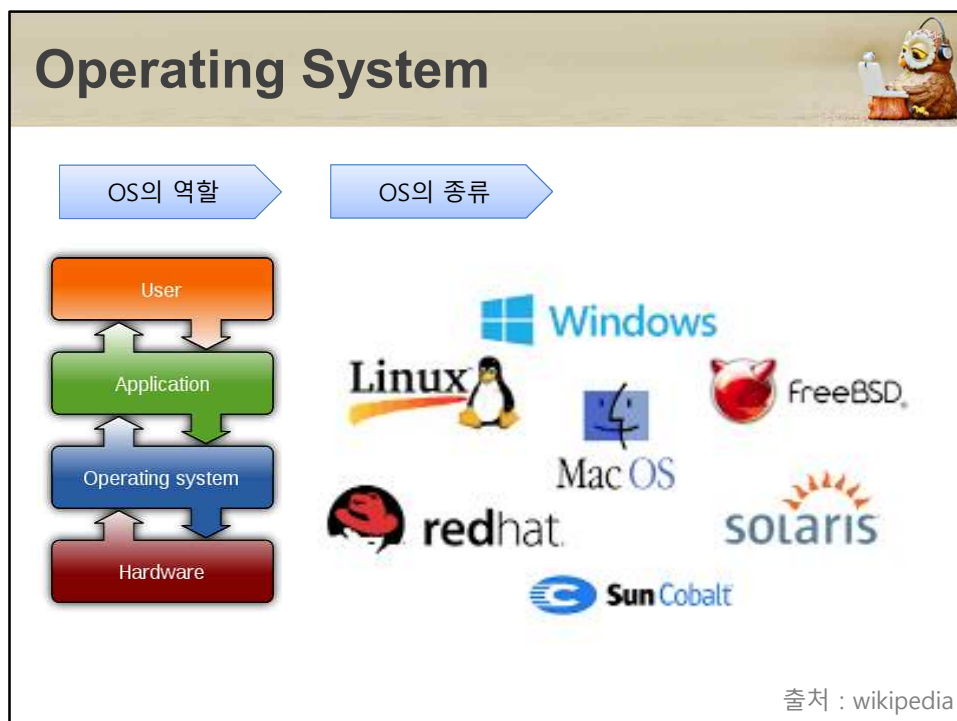 Operating System
OS의 역할
OS의 종류
User
Application
Operating system
Hardware
Windows
Linux
FreeBSD
Mac OS
redhat.
solaris
Sun Cobalt
출처 : wikipedia